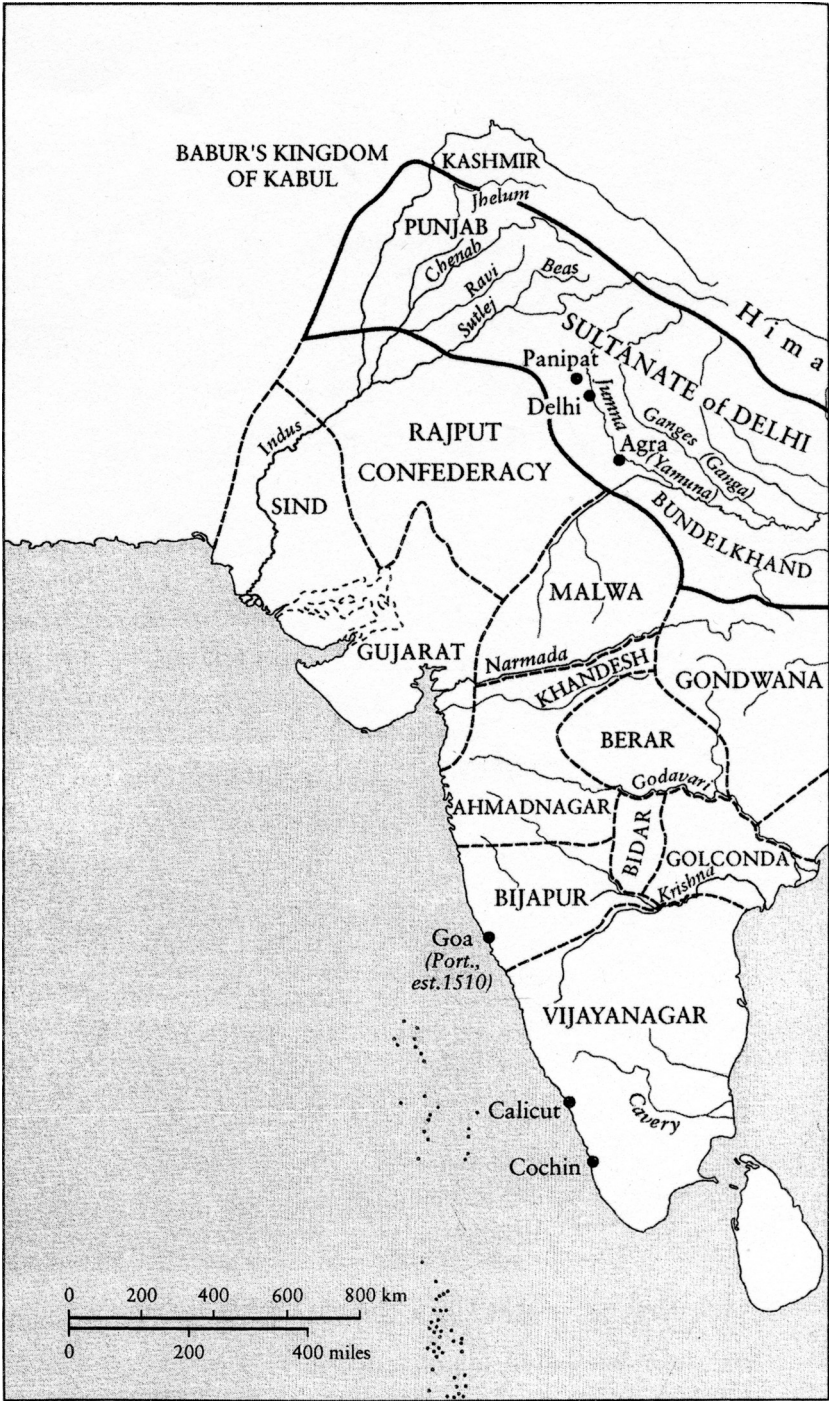 BABUR'S KINGDOM
OF KABUL
KASHMIR
Jhelum
PUNJAB
Chenab
Ravi
Beas
Sutlej
Hima
SULTANATE of DELHI
Panipat
Delhi
Jumna
(Yamuna)
Ganges (Ganga)
Agra
Indus
RAJPUT
CONFEDERACY
SIND
BUNDELKHAND
MALWA
GUJARAT
Narmada
KHANDESH
GONDWANA
BERAR
Godavari
AHMADNAGAR
BIDAR
GOLCONDA
Krishna
BIJAPUR
Goa
(Port.,
est.1510)
VIJAYANAGAR
Calicut
Cavery
Cochin
0 200 400 600 800 km
0 200 400 miles